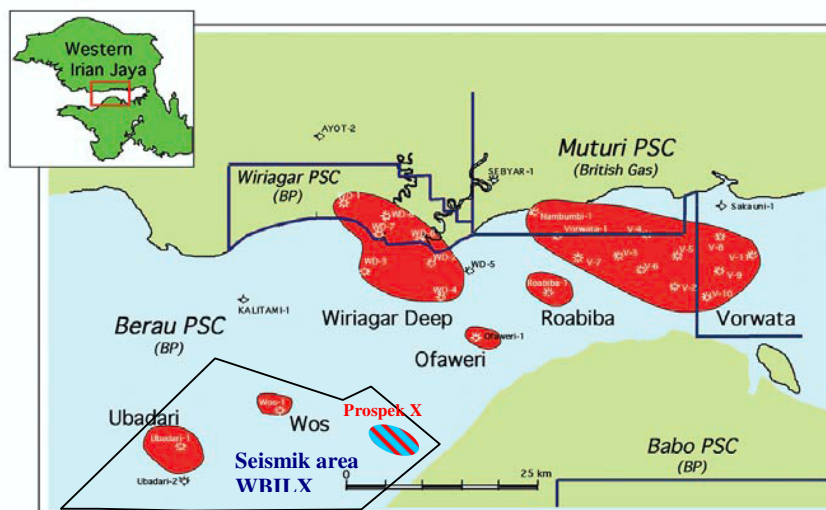 Western
Irian Jaya
AYOT-2
Wiriagar PSC
(BP)
SEBYAR-1
Muturi PSC
(British Gas)
Sakauni-1
WD-1
WD-6
WD-7
WD-8
WD-3
WD-2
WD-5
WD-4
Nambumbi-1
Vorwata-1
V-4
V-7
V-3
V-6
V-5
V-8
V-11
V-9
V-2
V-10
Roabiba-1
KALITAMI-1
Wiriagar Deep
Roabiba
Vorwata
Berau PSC
(BP)
Ofaweri-1
Ofaweri
Ubadari
Wos-1
Wos
Prospek X
Ubadari-1
Ubadari-2
Seismik area
WBILX
0
25 km
Babo PSC
(BP)